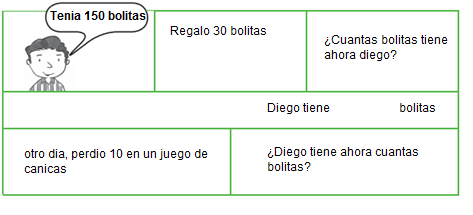 Tenia 150 bolitas
Regalo 30 bolitas
¿Cuantas bolitas tiene
ahora diego?
Diego tiene bolitas
otro dia, perdio 10 en un juego de
canicas
¿Diego tiene ahora cuantas
bolitas?